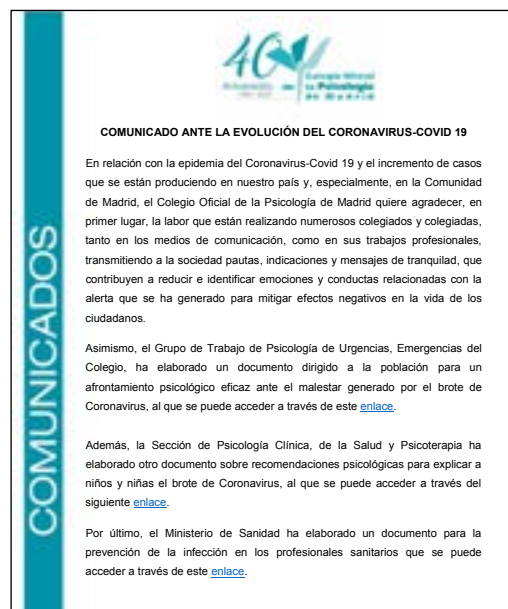 40
Colegio Oficial
de la Psicología
de Madrid
COMUNICADOS
COMUNICADO ANTE LA EVOLUCIÓN DEL CORONAVIRUS-COVID 19
En relación con la epidemia del Coronavirus-Covid 19 y el incremento de casos
que se están produciendo en nuestro país y, especialmente, en la Comunidad
de Madrid, el Colegio Oficial de la Psicología de Madrid quiere agradecer, en
primer lugar, la labor que están realizando numerosos colegiados y colegiadas,
tanto en los medios de comunicación, como en sus trabajos profesionales,
transmitiendo a la sociedad pautas, indicaciones y mensajes de tranquilad, que
contribuyen a reducir e identificar emociones y conductas relacionadas con la
alerta que se ha generado para mitigar efectos negativos en la vida de los
ciudadanos.
Asimismo, el Grupo de Trabajo de Psicología de Urgencias, Emergencias del
Colegio, ha elaborado un documento dirigido a la población para un
afrontamiento psicológico eficaz ante el malestar generado por el brote de
Coronavirus, al que se puede acceder a través de este enlace.
Además, la Sección de Psicología Clínica, de la Salud y Psicoterapia ha
elaborado otro documento sobre recomendaciones psicológicas para explicar a
niños y niñas el brote de Coronavirus, al que se puede acceder a través del
siguiente enlace.
Por último, el Ministerio de Sanidad ha elaborado un documento para la
prevención de la infección en los profesionales sanitarios que se puede
acceder a través de este enlace.